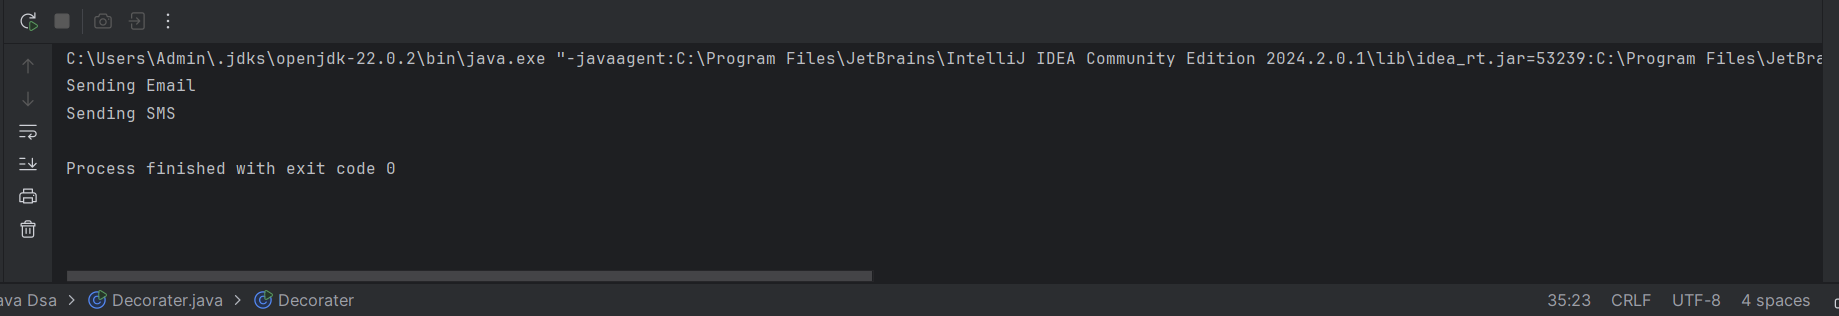 C:\Users\Admin\.jdks\openjdk-22.0.2\bin\java.exe "-javaagent:C:\Program Files\JetBrains\IntelliJ IDEA Community Edition 2024.2.0.1\lib\idea_rt.jar=53239:C:\Program Files\JetBra
Sending Email
Sending SMS
Process finished with exit code 0
ava Dsa > Decorater.java > Decorater 35:23 CRLF UTF-8 4 spaces